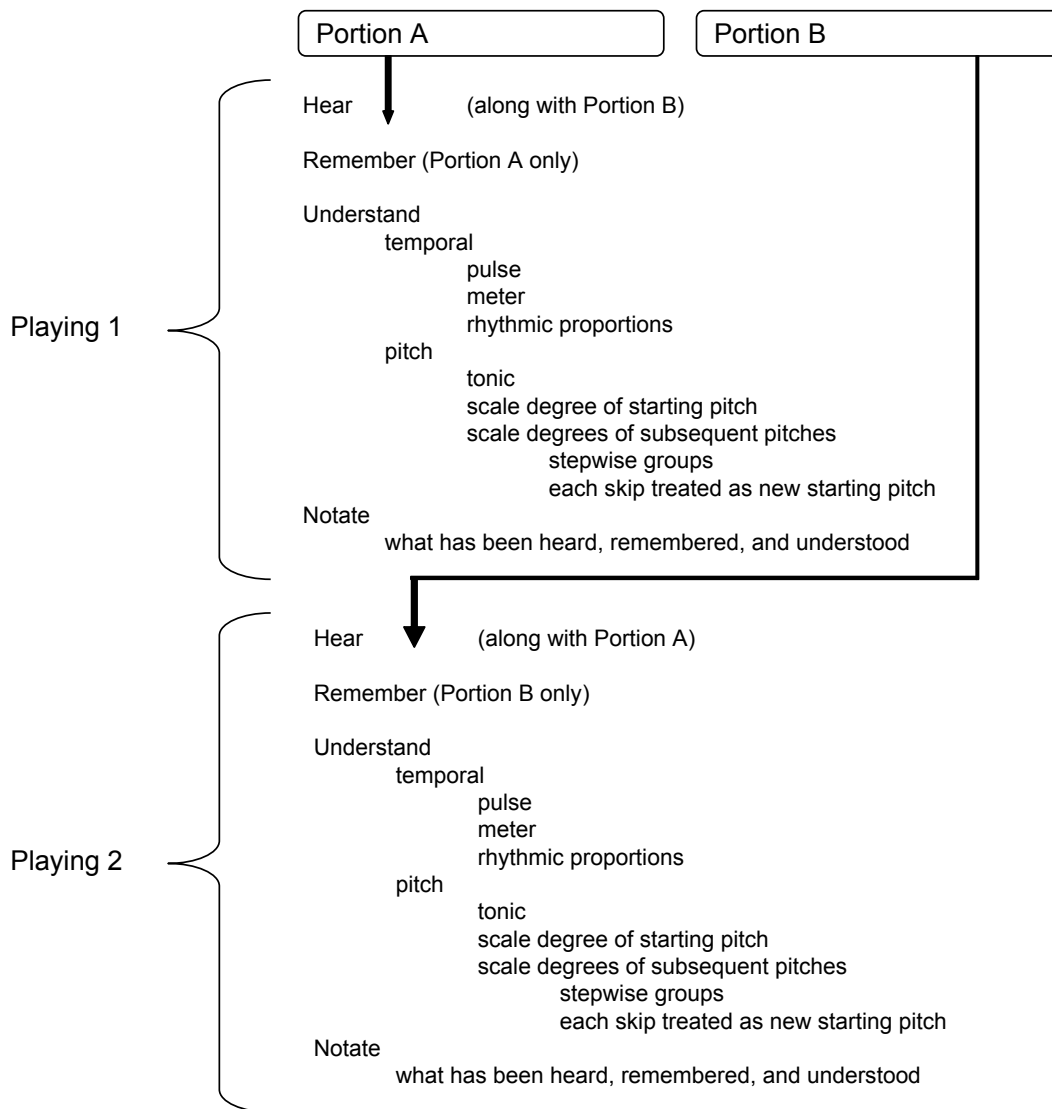 Portion A Portion B
Hear (along with Portion B)
Remember (Portion A only)
Understand
temporal
pulse
meter
rhythmic proportions
Playing 1
pitch
tonic
scale degree of starting pitch
scale degrees of subsequent pitches
stepwise groups
each skip treated as new starting pitch
Notate
what has been heard, remembered, and understood
Hear (along with Portion A)
Remember (Portion B only)
Understand
temporal
pulse
meter
rhythmic proportions
Playing 2
pitch
tonic
scale degree of starting pitch
scale degrees of subsequent pitches
stepwise groups
each skip treated as new starting pitch
Notate
what has been heard, remembered, and understood